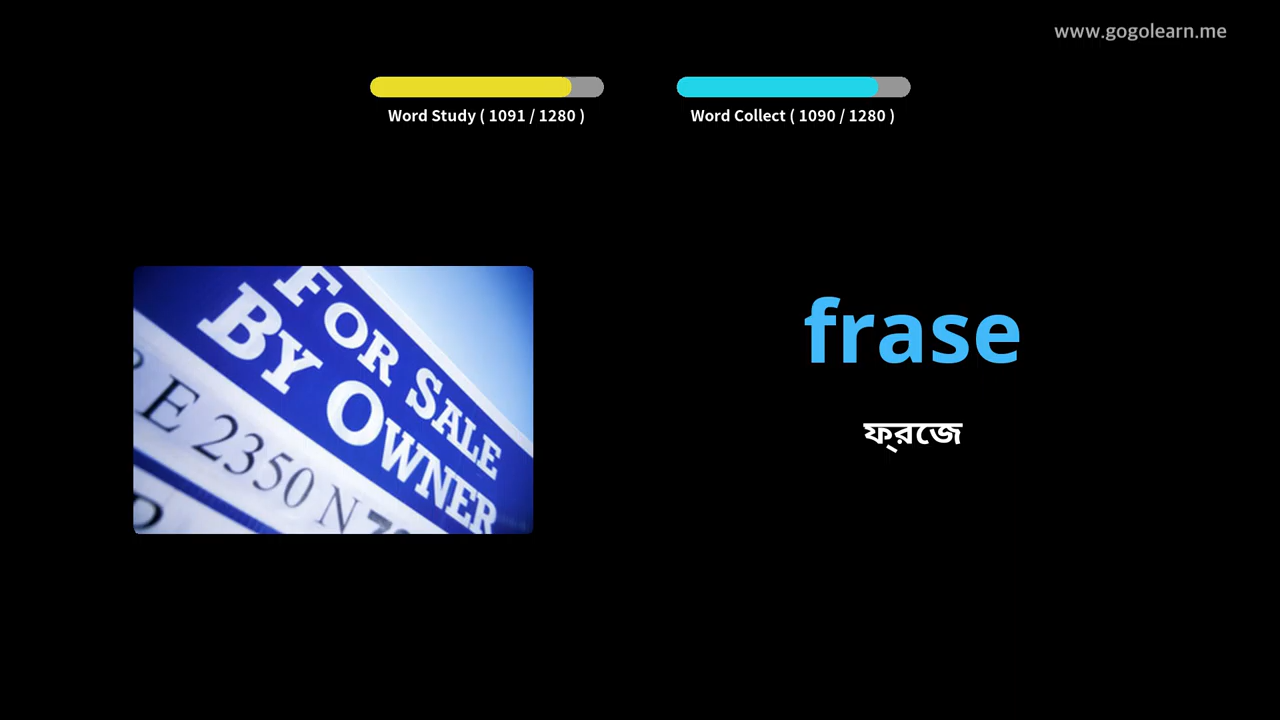 www.gogolearn.me
Word Study ( 1091 / 1280 )
Word Collect ( 1090 / 1280 )
FOR SALE
BY OWNER
E 2350 N
frase
ফ্রজে